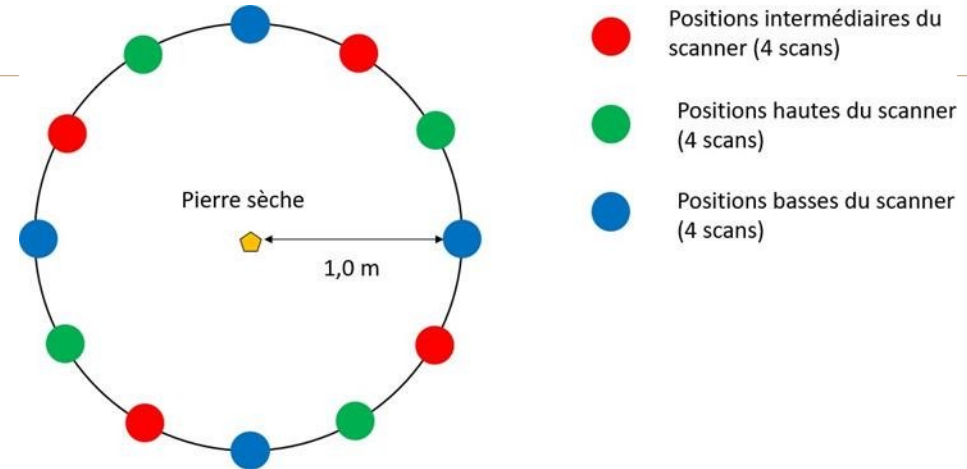 Positions intermédiaires du
scanner (4 scans)
Positions hautes du scanner
(4 scans)
Pierre sèche
Positions basses du scanner
(4 scans)
1,0 m